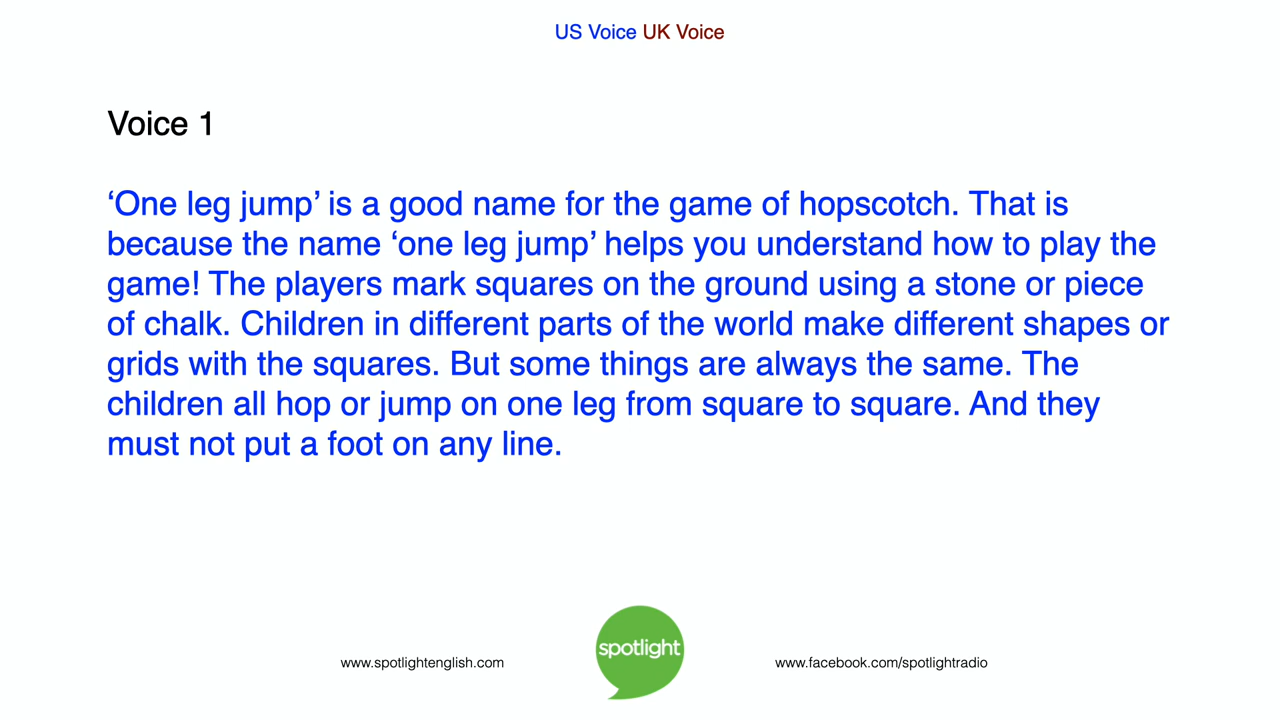 US Voice UK Voice
Voice 1
‘One leg jump’ is a good name for the game of hopscotch. That is
because the name ‘one leg jump’ helps you understand how to play the
game! The players mark squares on the ground using a stone or piece
of chalk. Children in different parts of the world make different shapes or
grids with the squares. But some things are always the same. The
children all hop or jump on one leg from square to square. And they
must not put a foot on any line.
spotlight
www.spotlightenglish.com
www.facebook.com/spotlightradio